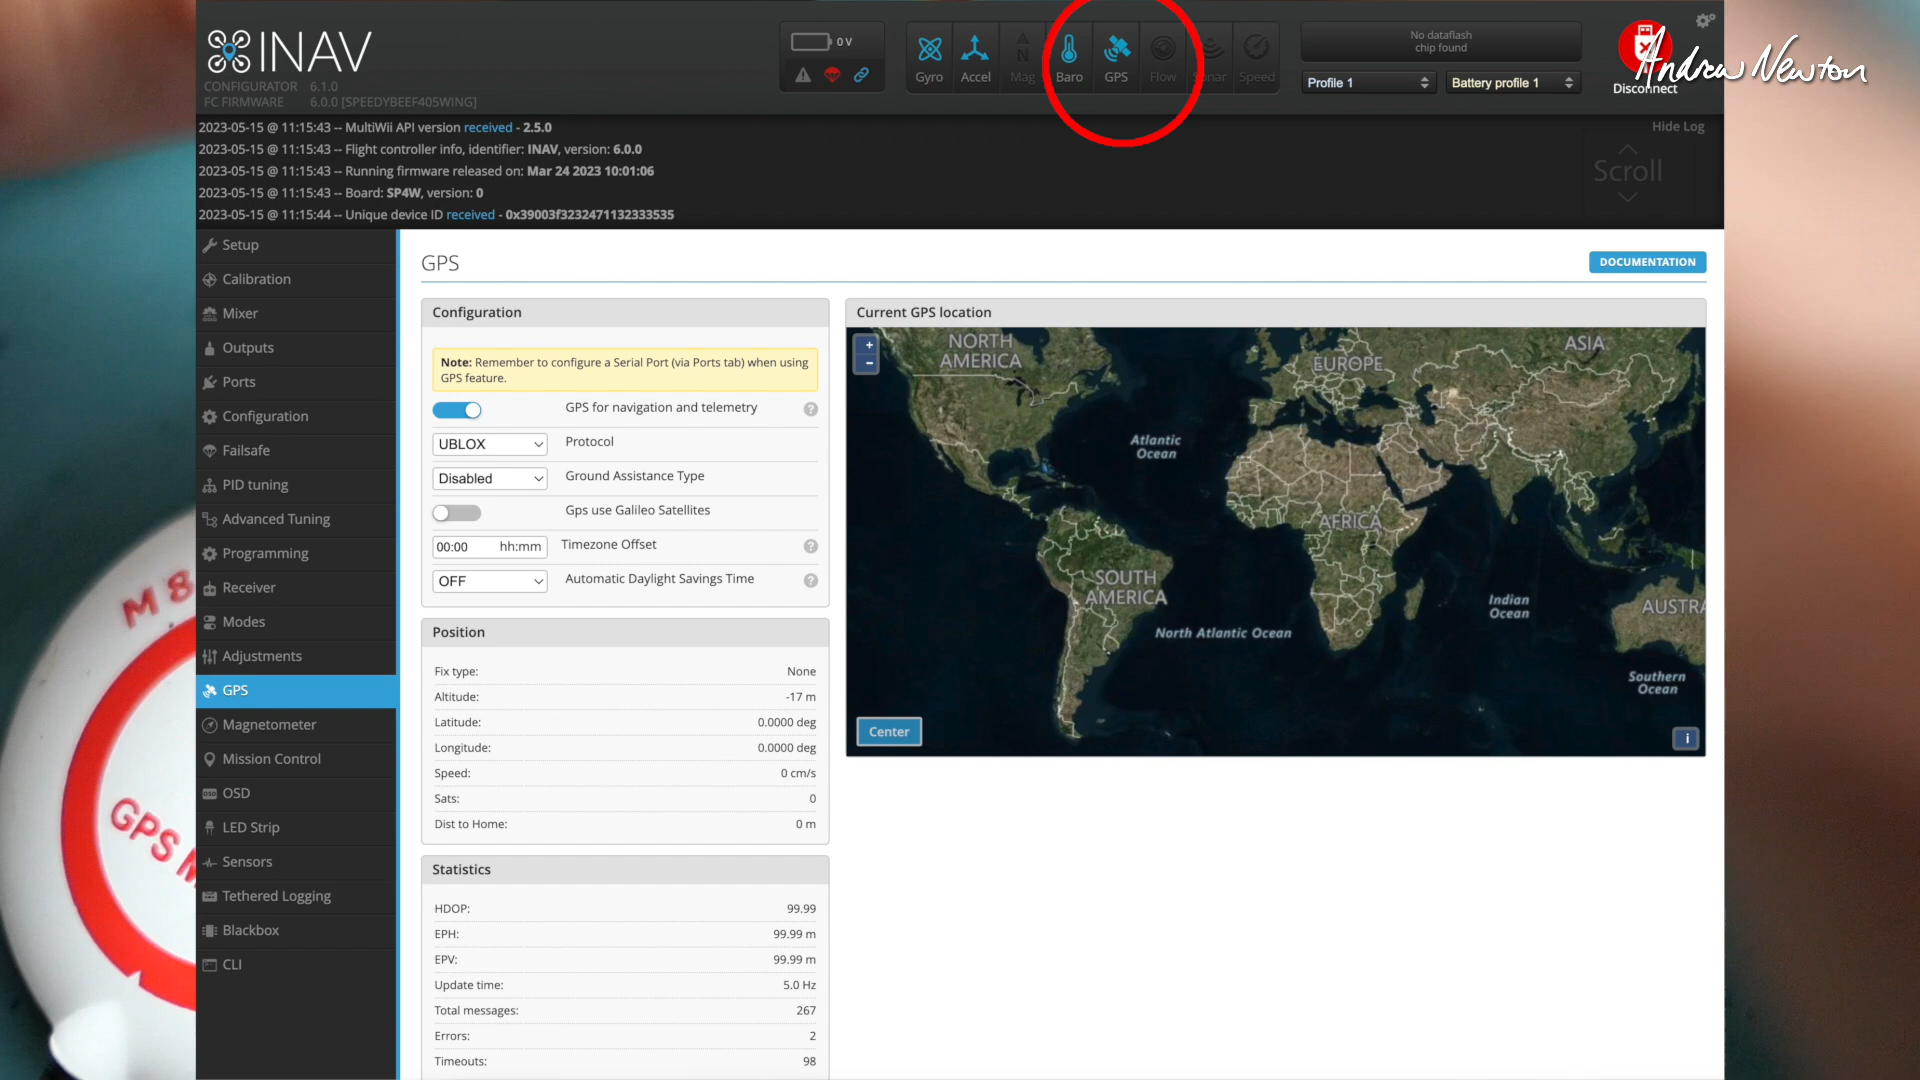 INAV
CONFIGURATOR 6.1.0
FC FIRMWARE 6.0.0 [SPEEDYBEEF405WING]
0 V
Gyro
Accel
Mag
Baro
GPS
Flow
Sonar
Speed
No dataflash
chip found
Profile 1
Battery profile 1
Disconnect
Andrew Newton
2023-05-15 @ 11:15:43 -- MultiWii API version received - 2.5.0
2023-05-15 @ 11:15:43 -- Flight controller info, identifier: INAV, version: 6.0.0
2023-05-15 @ 11:15:43 -- Running firmware released on: Mar 24 2023 10:01:06
2023-05-15 @ 11:15:43 -- Board: SP4W, version: 0
2023-05-15 @ 11:15:44 -- Unique device ID received - 0x39003f3232471132333535
Hide Log
Scroll
Setup
Calibration
Mixer
Outputs
Ports
Configuration
Failsafe
PID tuning
Advanced Tuning
Programming
Receiver
Modes
Adjustments
GPS
Magnetometer
Mission Control
OSD
LED Strip
Sensors
Tethered Logging
Blackbox
CLI
GPS
DOCUMENTATION
Configuration
Note: Remember to configure a Serial Port (via Ports tab) when using
GPS feature.
GPS for navigation and telemetry ?
UBLOX Protocol
Disabled Ground Assistance Type
Gps use Galileo Satellites
00:00 hh:mm Timezone Offset ?
OFF Automatic Daylight Savings Time ?
Position
Fix type: None
Altitude: -17 m
Latitude: 0.0000 deg
Longitude: 0.0000 deg
Speed: 0 cm/s
Sats: 0
Dist to Home: 0 m
Statistics
HDOP: 99.99
EPH: 99.99 m
EPV: 99.99 m
Update time: 5.0 Hz
Total messages: 267
Errors: 2
Timeouts: 98
Current GPS location
+
-
NORTH
AMERICA
EUROPE
ASIA
Atlantic
Ocean
AFRICA
SOUTH
AMERICA
Indian
Ocean
AUSTRA
North Atlantic Ocean
Southern
Ocean
Center
i
M8
GPS M